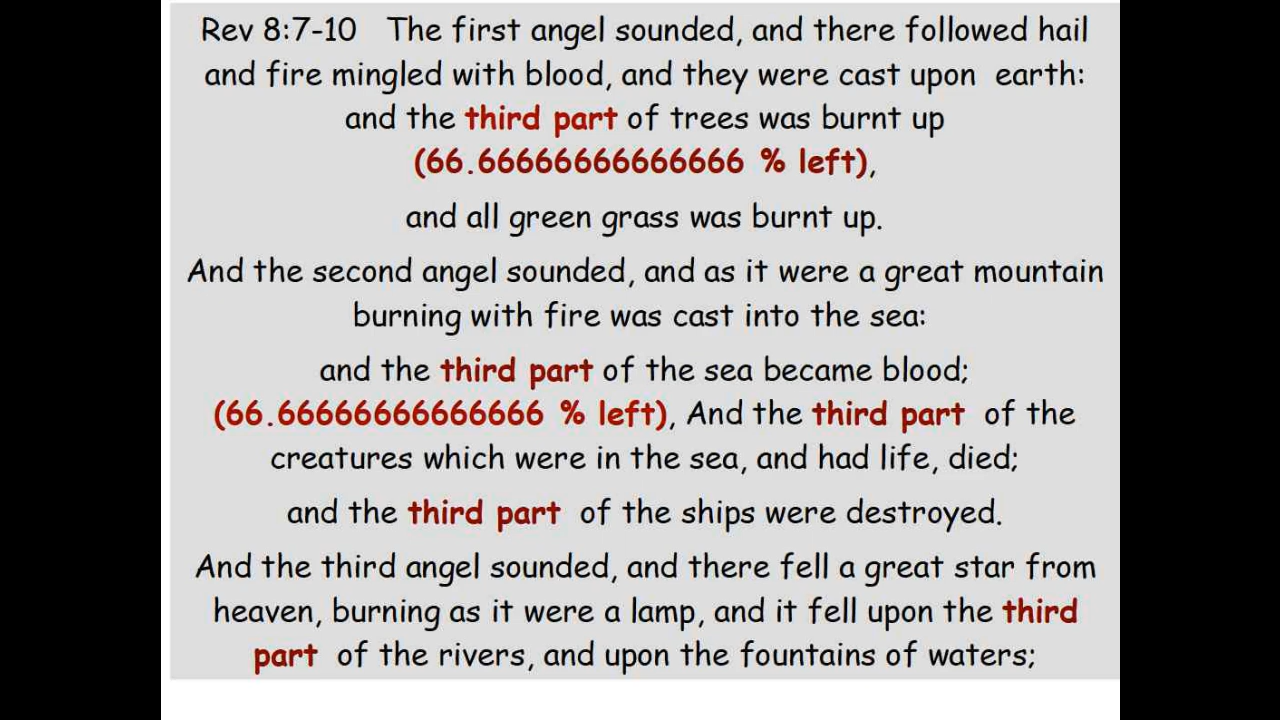 Rev 8:7-10 The first angel sounded, and there followed hail
and fire mingled with blood, and they were cast upon earth:
and the third part of trees was burnt up
(66.66666666666666 % left),
and all green grass was burnt up.
And the second angel sounded, and as it were a great mountain
burning with fire was cast into the sea:
and the third part of the sea became blood;
(66.66666666666666 % left), And the third part of the
creatures which were in the sea, and had life, died;
and the third part of the ships were destroyed.
And the third angel sounded, and there fell a great star from
heaven, burning as it were a lamp, and it fell upon the third
part of the rivers, and upon the fountains of waters;